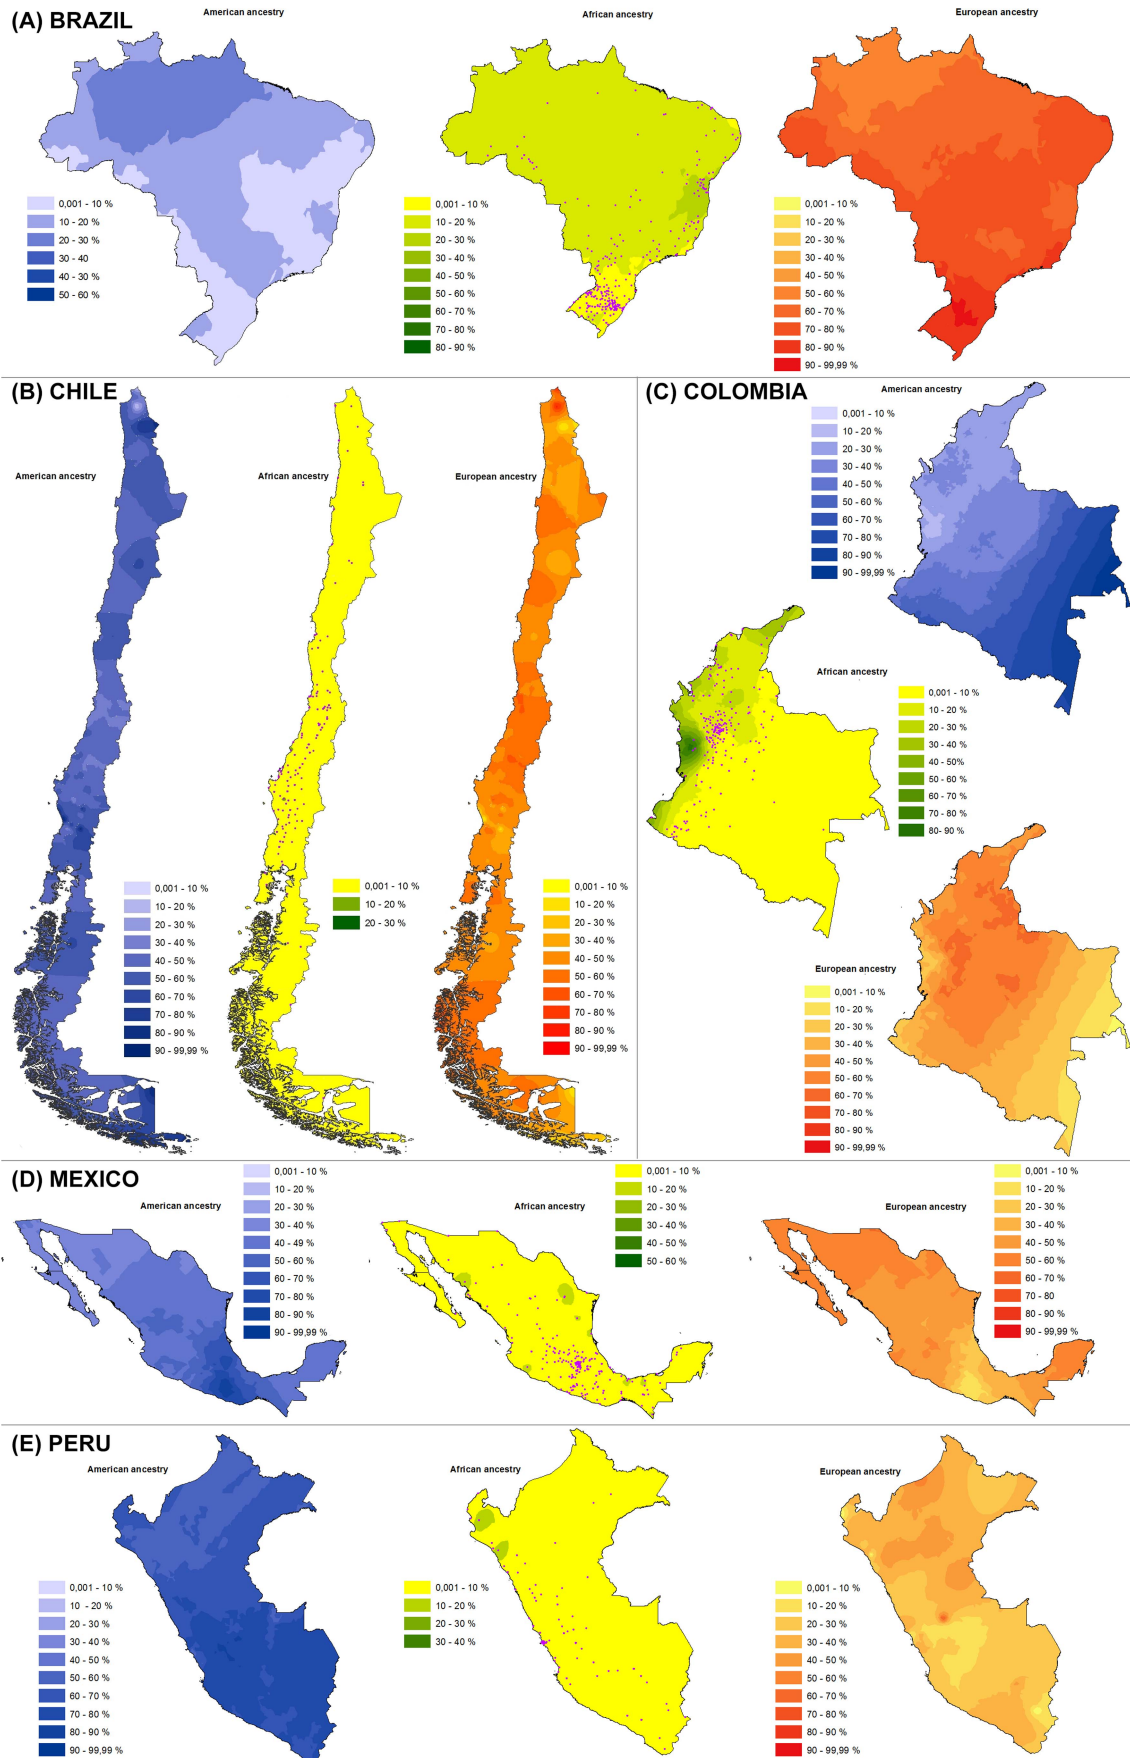 (A) BRAZIL
American ancestry
African ancestry
European ancestry
0,001 - 10 %
10 - 20 %
20 - 30 %
30 - 40
40 - 30 %
50 - 60 %
0,001 - 10 %
10 - 20 %
20 - 30 %
30 - 40 %
40 - 50 %
50 - 60 %
60 - 70 %
70 - 80 %
80 - 90 %
0,001 - 10 %
10 - 20 %
20 - 30 %
30 - 40 %
40 - 50 %
50 - 60%
60 - 70 %
70 - 80 %
80 - 90 %
90 - 99,99 %
(B) CHILE
American ancestry
African ancestry
European ancestry
0,001 - 10 %
10 - 20 %
20 - 30 %
30 - 40 %
40 - 50 %
50 - 60 %
60 - 70 %
70 - 80 %
80 - 90 %
90 - 99,99 %
0,001 - 10 %
10 - 20 %
20 - 30 %
0,001 - 10 %
10 - 20 %
20 - 30 %
30 - 40 %
40 - 50 %
50 - 60 %
60 - 70 %
70 - 80 %
80 - 90 %
90 - 99,99 %
(C) COLOMBIA
American ancestry
0,001 - 10 %
10 - 20 %
20 - 30 %
30 - 40 %
40 - 50 %
50 - 60 %
60 - 70 %
70 - 80 %
80 - 90 %
90 - 99,99 %
African ancestry
0,001 - 10 %
10 - 20 %
20 - 30 %
30 - 40 %
40 - 50%
50 - 60 %
60 - 70 %
70 - 80 %
80- 90 %
European ancestry
0,001 - 10 %
10 - 20 %
20 - 30 %
30 - 40 %
40 - 50 %
50 - 60 %
60 - 70 %
70 - 80 %
80 - 90 %
90 - 99,99 %
(D) MEXICO
American ancestry
0,001 - 10 %
10 - 20 %
20 - 30 %
30 - 40 %
40 - 49 %
50 - 60 %
60 - 70 %
70 - 80 %
80 - 90 %
90 - 99,99 %
African ancestry
0,001 - 10 %
10 - 20 %
20 - 30 %
30 - 40 %
40 - 50 %
50 - 60 %
European ancestry
0,001 - 10 %
10 - 20 %
20 - 30 %
30 - 40 %
40 - 50 %
50 - 60 %
60 - 70 %
70 - 80
80 - 90 %
90 - 99,99 %
(E) PERU
American ancestry
African ancestry
European ancestry
0,001 - 10 %
10 - 20 %
20 - 30 %
30 - 40 %
40 - 50 %
50 - 60 %
60 - 70 %
70 - 80 %
80 - 90 %
90 - 99,99 %
0,001 - 10 %
10 - 20 %
20 - 30 %
30 - 40 %
0,001 - 10 %
10 - 20 %
20 - 30 %
30 - 40 %
40 - 50 %
50 - 60 %
60 - 70 %
70 - 80 %
80 - 90 %
90 - 99,99 %